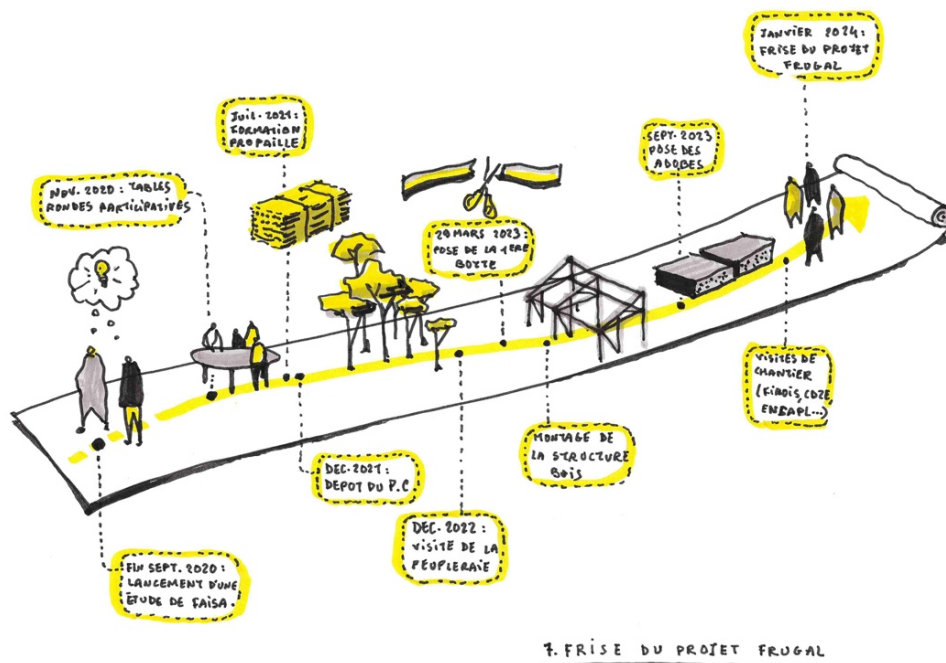 JANVIER 2024 :
FRISE DU PROJET
FRUGAL
JUIL. 2021 :
FORMATION
PROPAILLE
SEPT. 2023
POSE DES
ADOBES
NOV. 2020 : TABLES
RONDES PARTICIPATIVES
29 MARS 2023 :
POSE DE LA 1ERE
BOTTE
VISITES DE
CHANTIER
ENSAPL...)
MONTAGE DE
LA STRUCTURE
BOIS
DEC. 2021 :
DEPOT DU P.C.
DEC. 2022 :
VISITE DE LA
PEUPLERAIE
FIN SEPT. 2020 :
LANCEMENT D'UNE
ÉTUDE DE FAISA.
7. FRISE DU PROJET FRUGAL